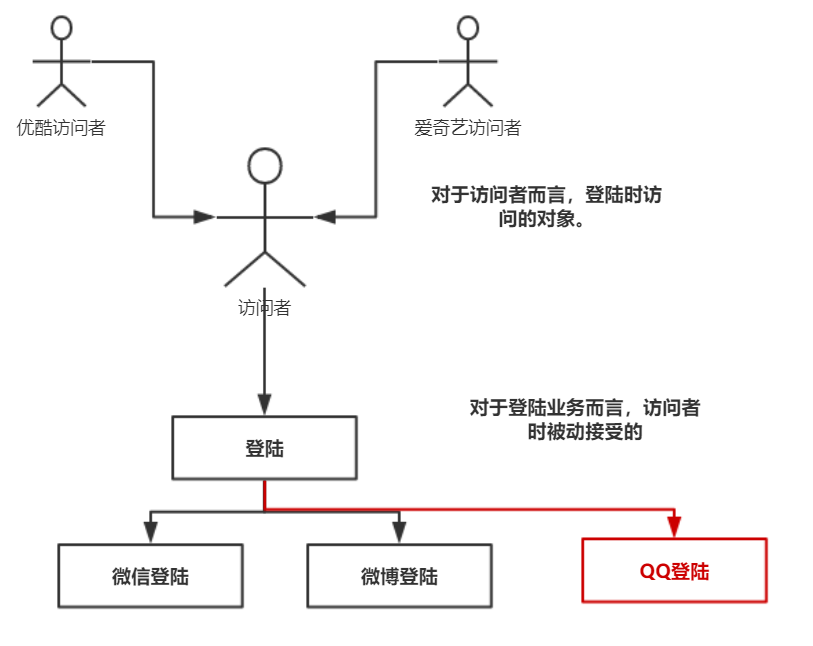 优酷访问者
爱奇艺访问者
对于访问者而言，登陆时访
问的对象。
访问者
对于登陆业务而言，访问者
时被动接受的
登陆
微信登陆
微博登陆
QQ登陆